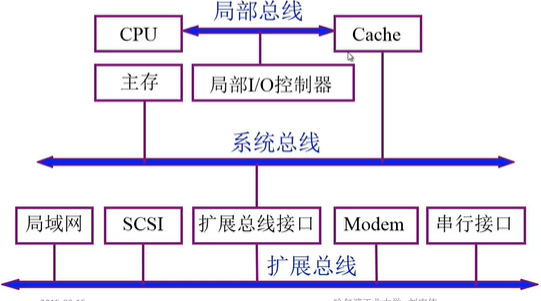 局部总线
CPU
Cache
主存
局部I/O控制器
系统总线
局域网
SCSI
扩展总线接口
Modem
串行接口
扩展总线